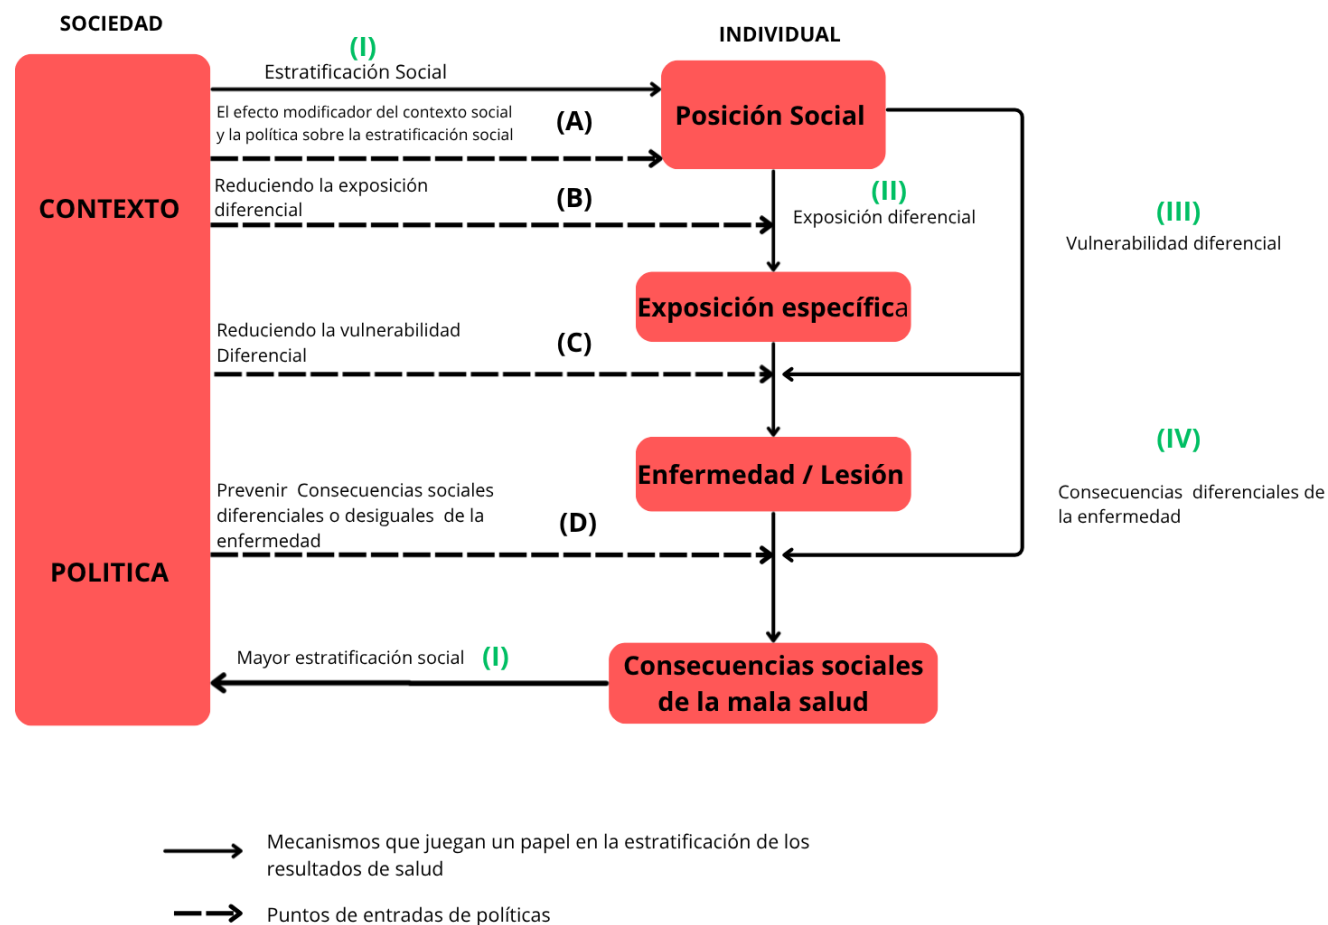 SOCIEDAD
INDIVIDUAL
(I)
Estratificación Social
El efecto modificador del contexto social
y la política sobre la estratificación social
(A)
Posición Social
CONTEXTO
Reduciendo la exposición
diferencial
(B)
(II)
Exposición diferencial
(III)
Vulnerabilidad diferencial
Exposición específica
Reduciendo la vulnerabilidad
Diferencial
(C)
(IV)
Consecuencias diferenciales de
la enfermedad
Enfermedad / Lesión
Prevenir Consecuencias sociales
diferenciales o desiguales de la
enfermedad
(D)
POLITICA
Mayor estratificación social
(I)
Consecuencias sociales
de la mala salud
Mecanismos que juegan un papel en la estratificación de los
resultados de salud
Puntos de entradas de políticas